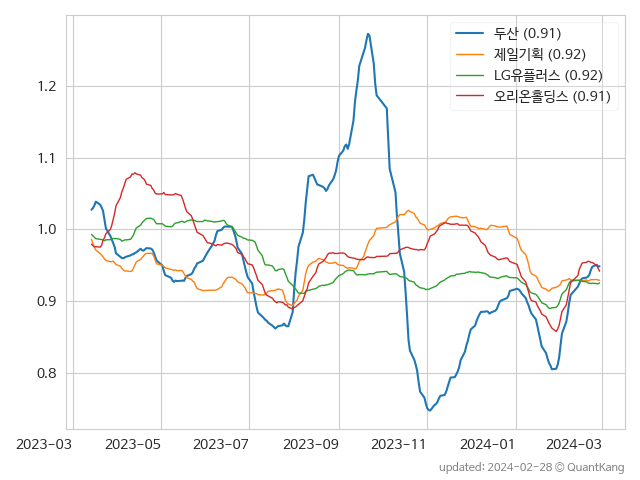 두산 (0.91)
제일기획 (0.92)
LG유플러스 (0.92)
오리온홀딩스 (0.91)
1.2
1.1
1.0
0.9
0.8
2023-03 2023-05 2023-07 2023-09 2023-11 2024-01 2024-03
updated: 2024-02-28 © QuantKang